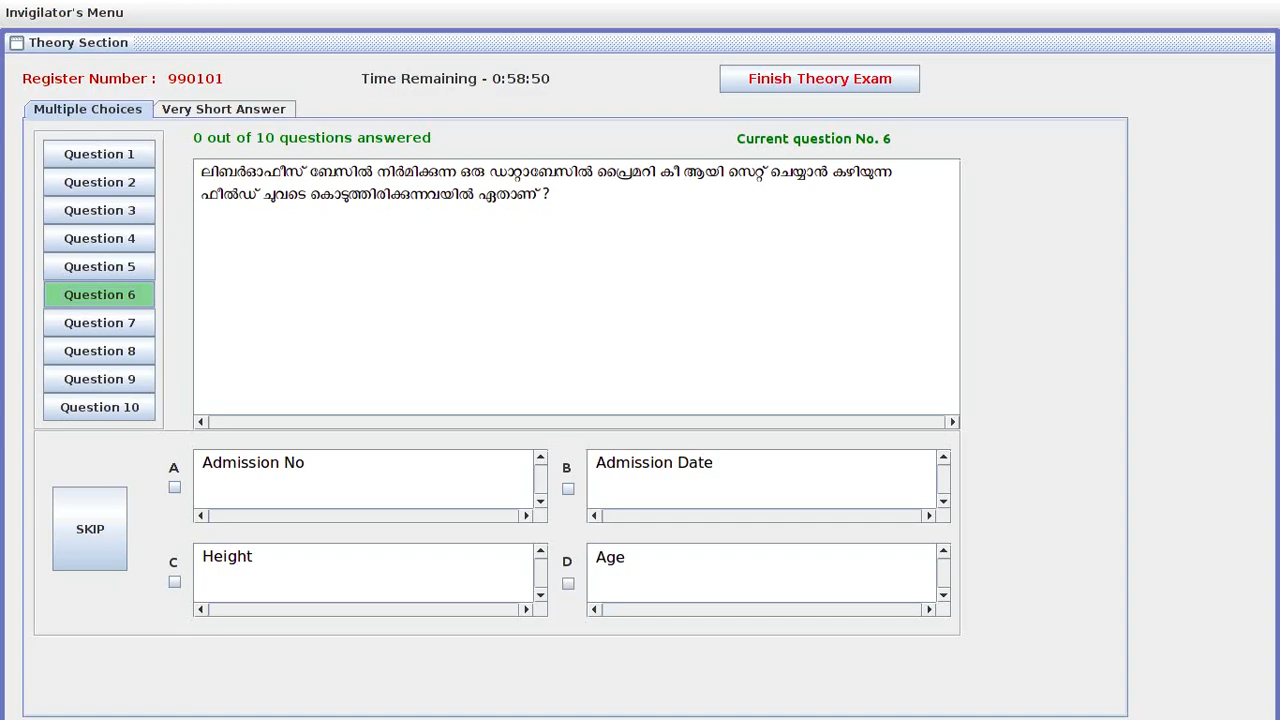 Invigilator's Menu
Theory Section
Register Number : 990101
Time Remaining - 0:58:50
Finish Theory Exam
Multiple Choices
Very Short Answer
0 out of 10 questions answered
Current question No. 6
Question 1
Question 2
Question 3
Question 4
Question 5
Question 6
Question 7
Question 8
Question 9
Question 10
ലിബർഓഫീസ് ബേസിൽ നിർമിക്കുന്ന ഒരു ഡാറ്റാബേസിൽ പ്രൈമറി കീ ആയി സെറ്റ് ചെയ്യാൻ കഴിയുന്ന
ഫീൽഡ് ചുവടെ കൊടുത്തിരിക്കുന്നവയിൽ ഏതാണ് ?
SKIP
A
Admission No
B
Admission Date
C
Height
D
Age